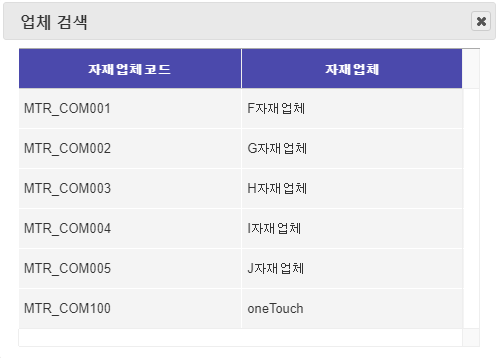 업체 검색
자재업체코드 자재업체
MTR_COM001 F자재업체
MTR_COM002 G자재업체
MTR_COM003 H자재업체
MTR_COM004 I자재업체
MTR_COM005 J자재업체
MTR_COM100 oneTouch